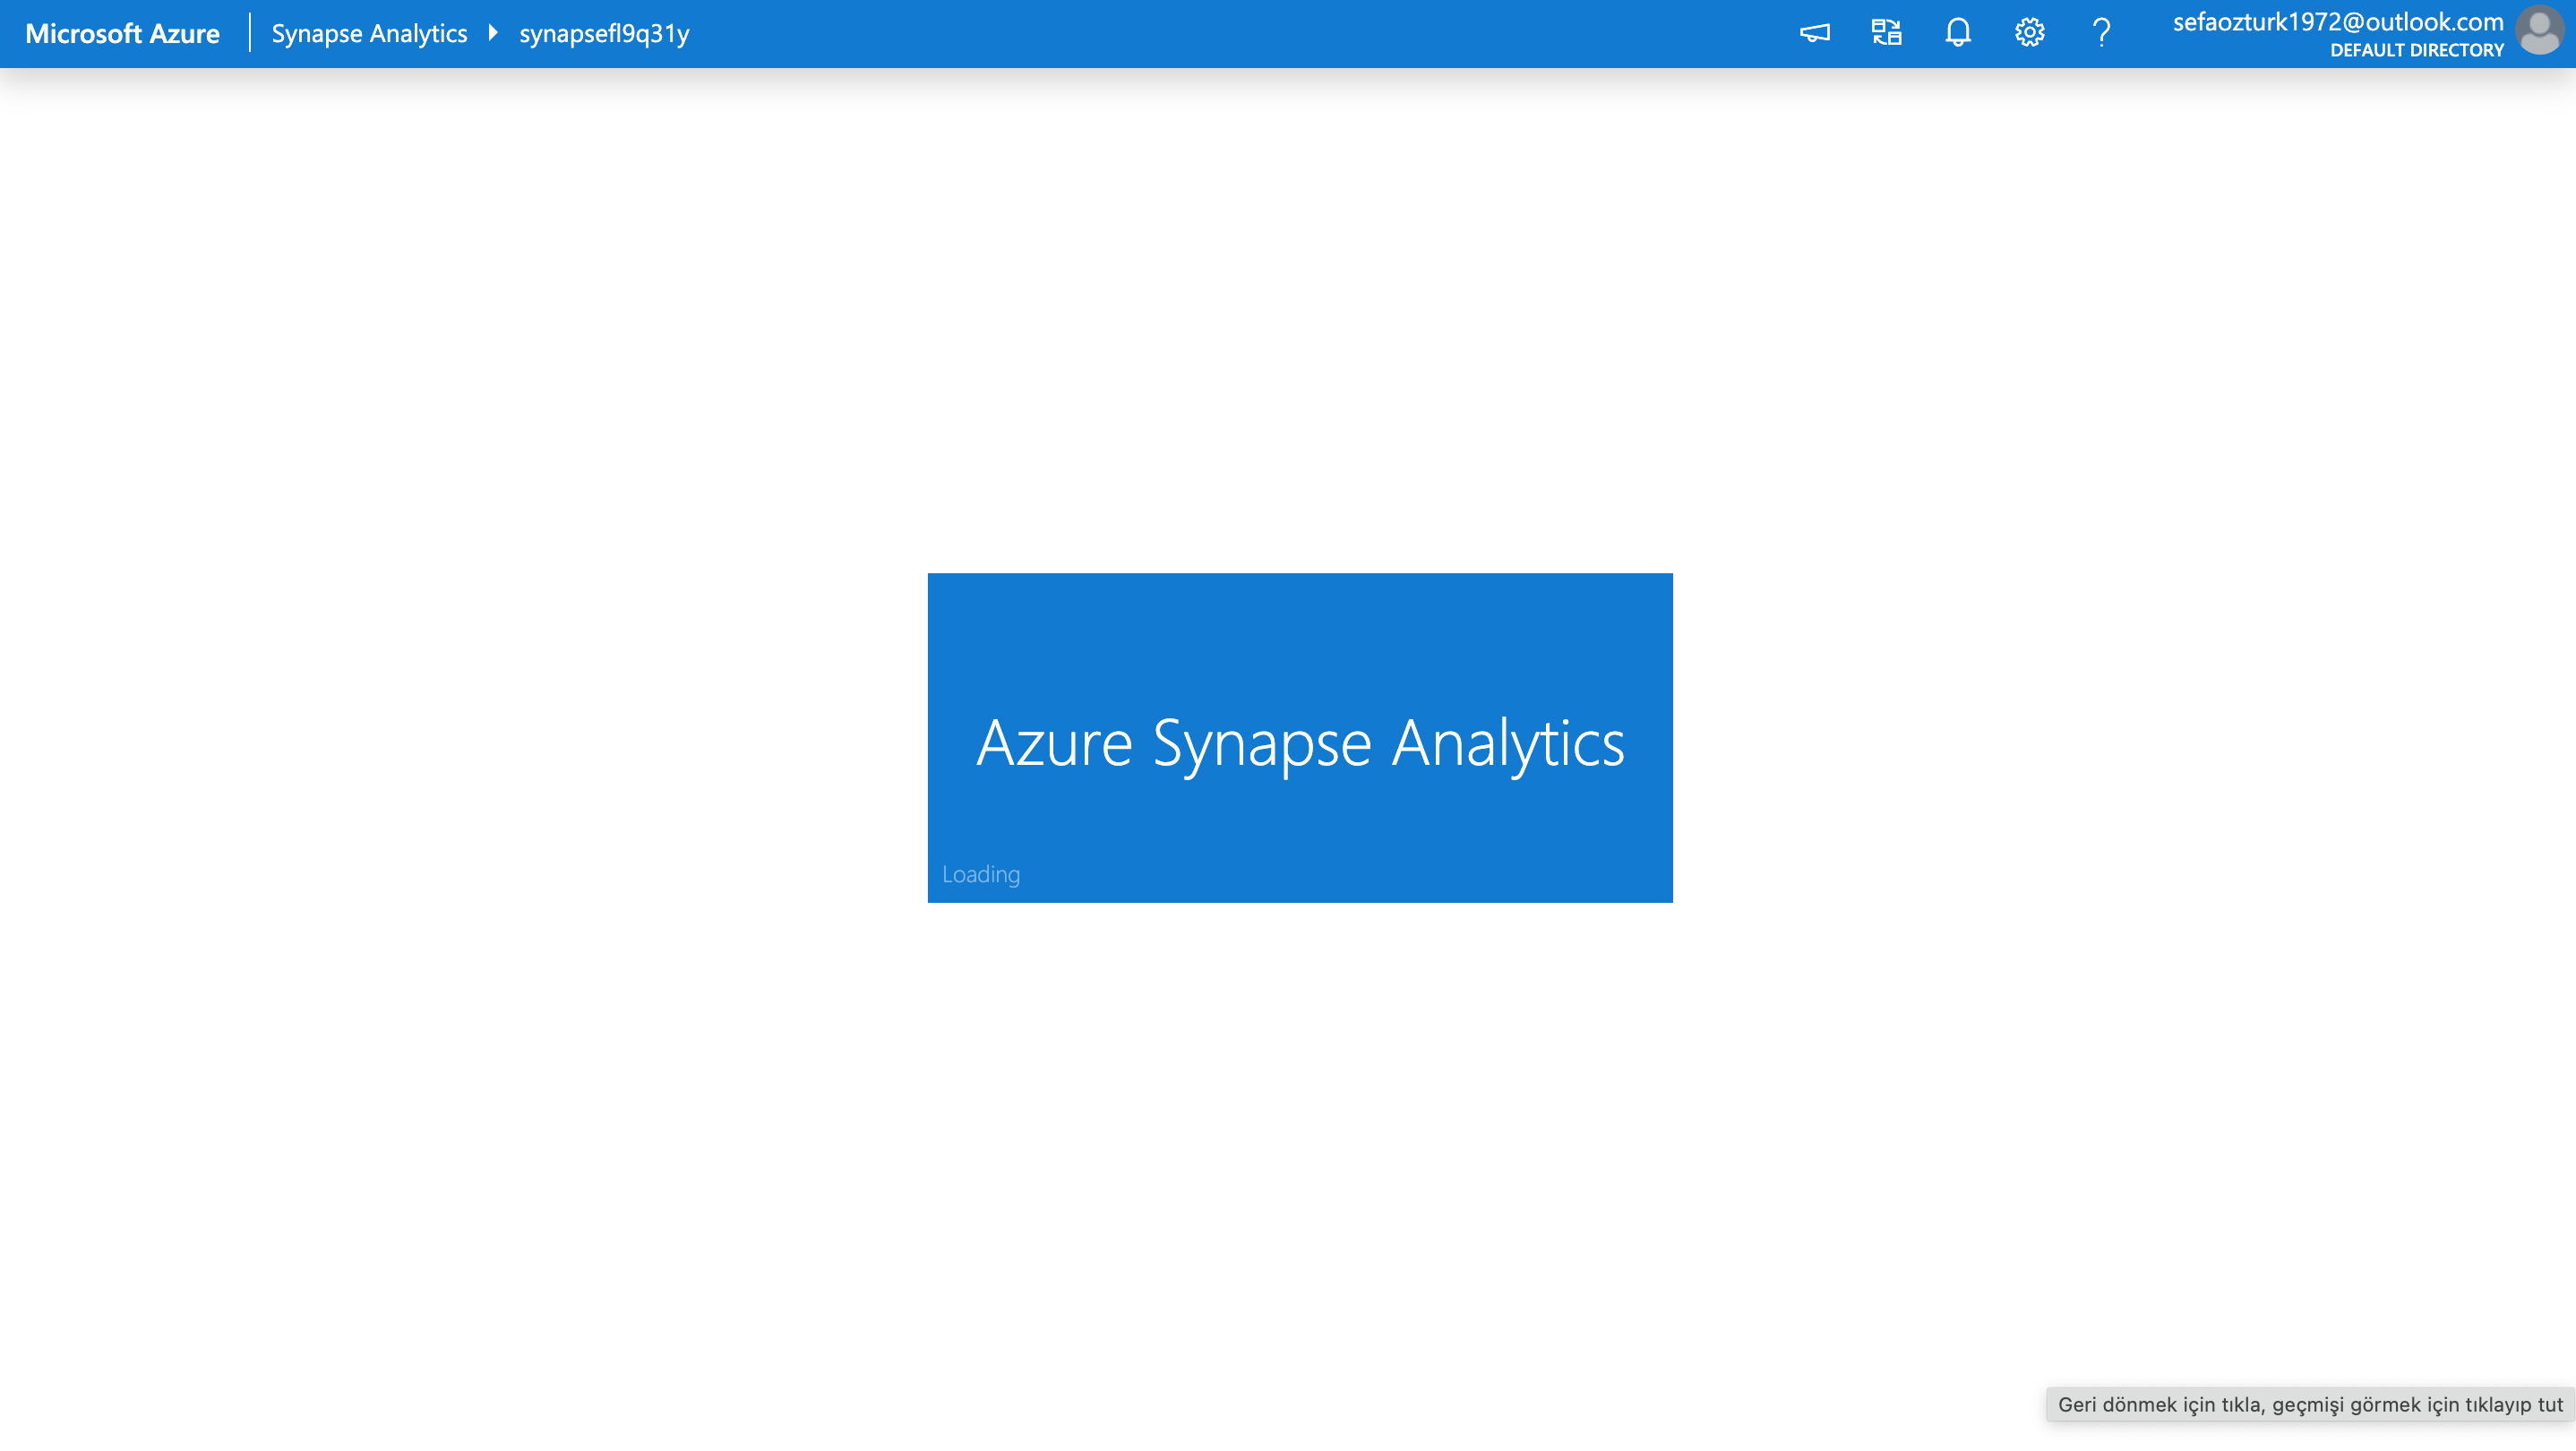 Microsoft Azure
Synapse Analytics
synapsefl9q31y
sefaozturk1972@outlook.com
DEFAULT DIRECTORY
Azure Synapse Analytics
Loading
Geri dönmek için tıkla, geçmişi görmek için tıklayıp tut